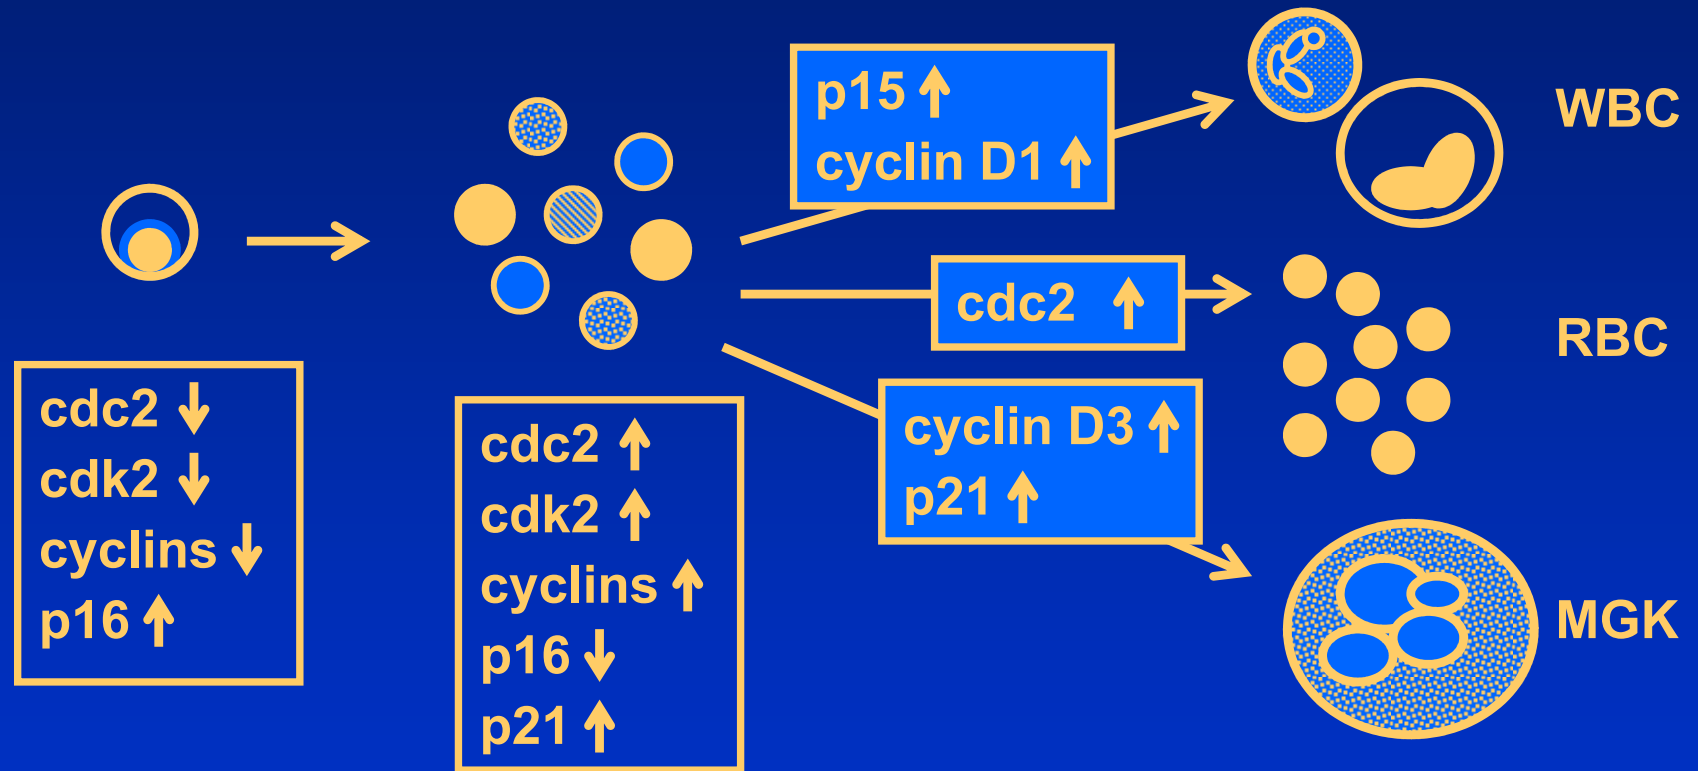 cdc2 ↓
cdk2 ↓
cyclins ↓
p16 ↑
cdc2 ↑
cdk2 ↑
cyclins ↑
p16 ↓
p21 ↑
p15 ↑
cyclin D1 ↑
WBC
cdc2 ↑
RBC
cyclin D3 ↑
p21 ↑
MGK